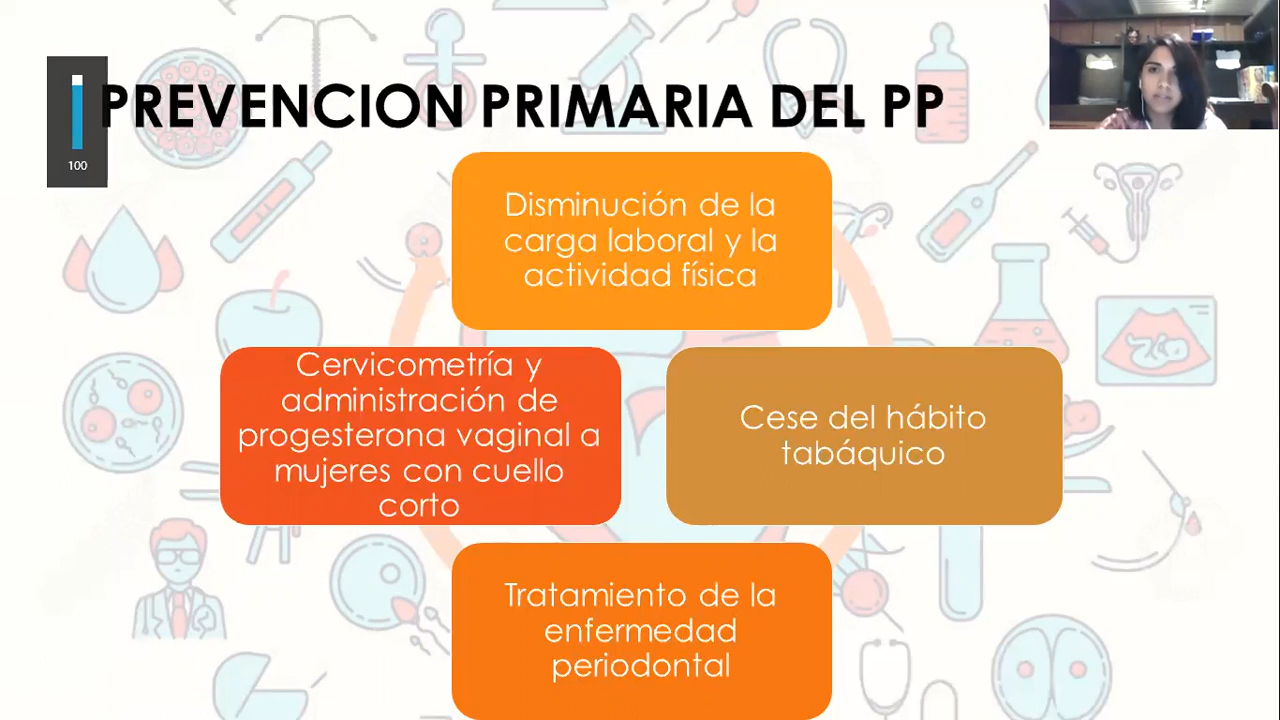 PREVENCION PRIMARIA DEL PP
100
Disminución de la
carga laboral y la
actividad física
Cervicometría y
administración de
progesterona vaginal a
mujeres con cuello
corto
Cese del hábito
tabáquico
Tratamiento de la
enfermedad
periodontal